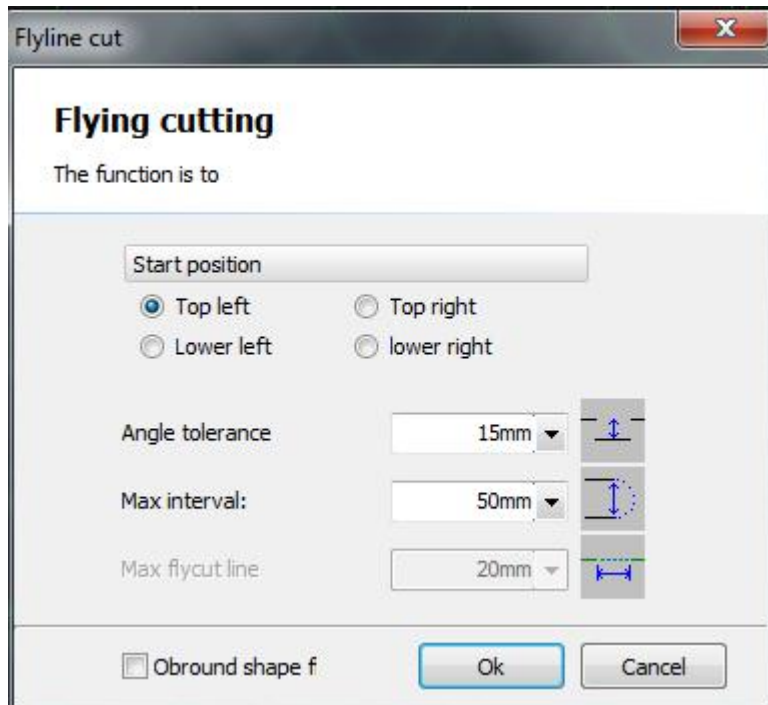 Flyline cut
Flying cutting
The function is to
Start position
Top left Top right
Lower left lower right
Angle tolerance 15mm
Max interval: 50mm
Max flycut line 20mm
Obround shape f Ok Cancel